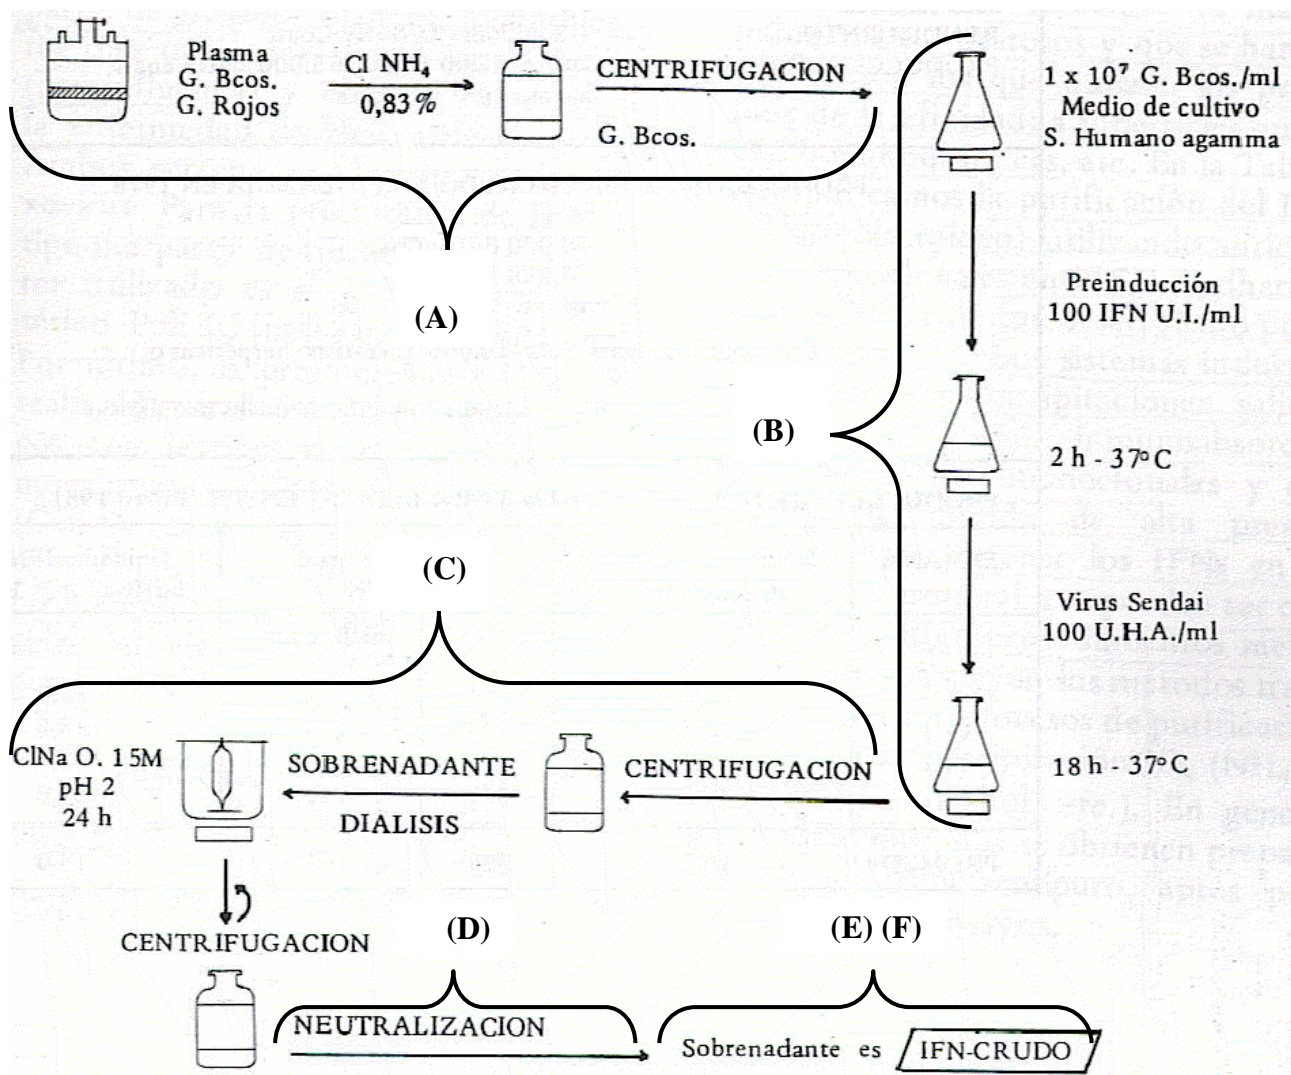 Plasma
G. Bcos.
G. Rojos
Cl NH₄
0,83%
CENTRIFUGACION
G. Bcos.
1 x 10⁷ G. Bcos./ml
Medio de cultivo
S. Humano agamma
(A)
Preinducción
100 IFN U.I./ml
(B)
2 h - 37ºC
(C)
Virus Sendai
100 U.H.A./ml
18 h - 37ºC
CENTRIFUGACION
SOBRENADANTE
DIALISIS
ClNa O. 15M
pH 2
24 h
CENTRIFUGACION
(D)
(E) (F)
NEUTRALIZACION
Sobrenadante es IFN-CRUDO